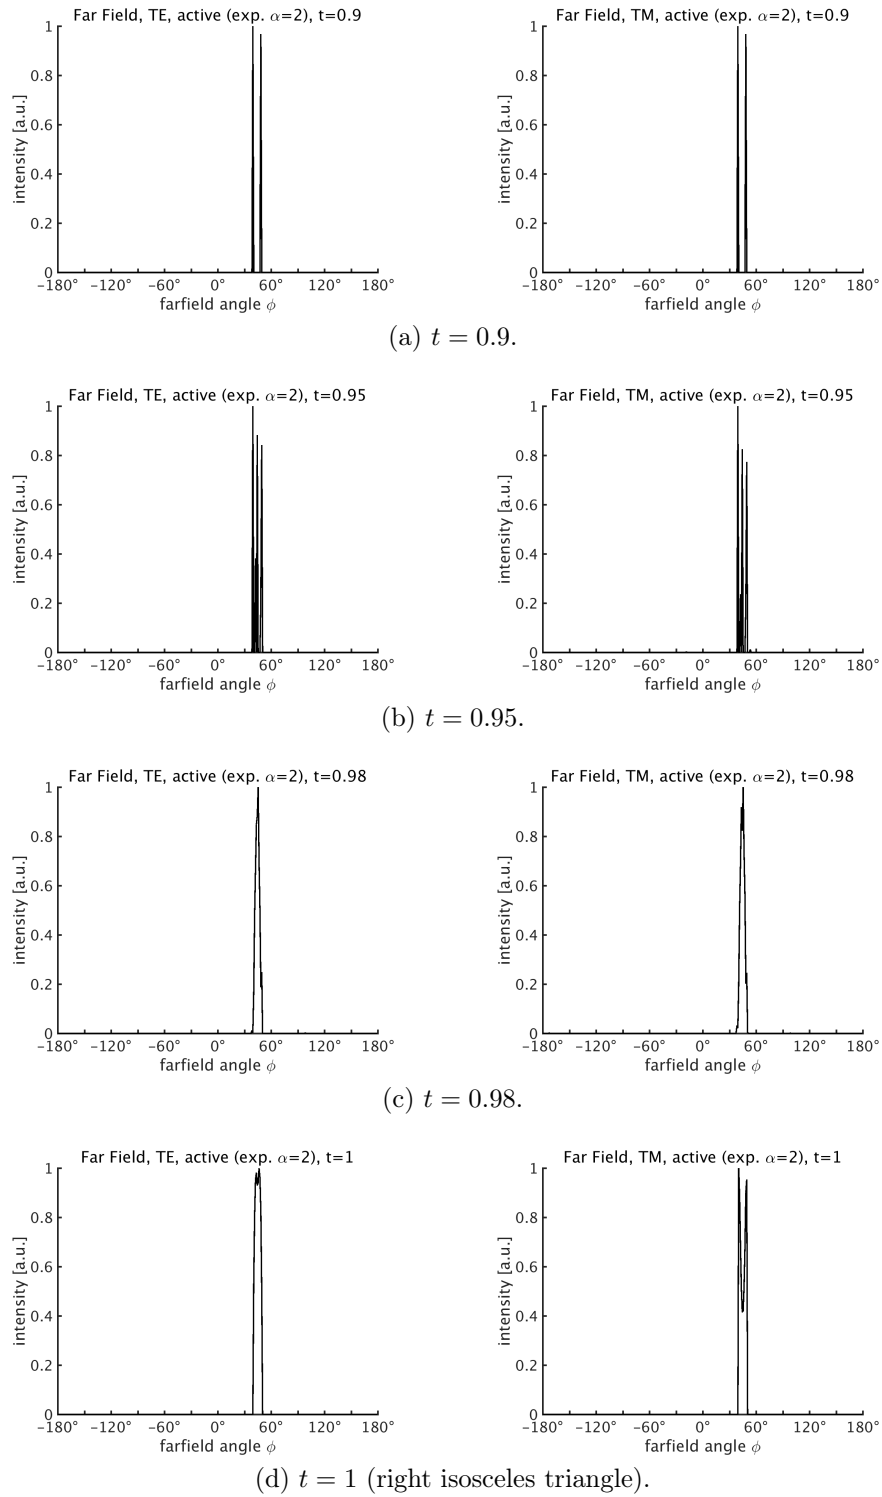 Far Field, TE, active (exp. α=2), t=0.9
intensity [a.u.]
1
0.8
0.6
0.4
0.2
0
-180° -120° -60° 0° 60° 120° 180°
farfield angle ϕ
Far Field, TM, active (exp. α=2), t=0.9
intensity [a.u.]
1
0.8
0.6
0.4
0.2
0
-180° -120° -60° 0° 60° 120° 180°
farfield angle ϕ
(a) t = 0.9.
Far Field, TE, active (exp. α=2), t=0.95
intensity [a.u.]
1
0.8
0.6
0.4
0.2
0
-180° -120° -60° 0° 60° 120° 180°
farfield angle ϕ
Far Field, TM, active (exp. α=2), t=0.95
intensity [a.u.]
1
0.8
0.6
0.4
0.2
0
-180° -120° -60° 0° 60° 120° 180°
farfield angle ϕ
(b) t = 0.95.
Far Field, TE, active (exp. α=2), t=0.98
intensity [a.u.]
1
0.8
0.6
0.4
0.2
0
-180° -120° -60° 0° 60° 120° 180°
farfield angle ϕ
Far Field, TM, active (exp. α=2), t=0.98
intensity [a.u.]
1
0.8
0.6
0.4
0.2
0
-180° -120° -60° 0° 60° 120° 180°
farfield angle ϕ
(c) t = 0.98.
Far Field, TE, active (exp. α=2), t=1
intensity [a.u.]
1
0.8
0.6
0.4
0.2
0
-180° -120° -60° 0° 60° 120° 180°
farfield angle ϕ
Far Field, TM, active (exp. α=2), t=1
intensity [a.u.]
1
0.8
0.6
0.4
0.2
0
-180° -120° -60° 0° 60° 120° 180°
farfield angle ϕ
(d) t = 1 (right isosceles triangle).